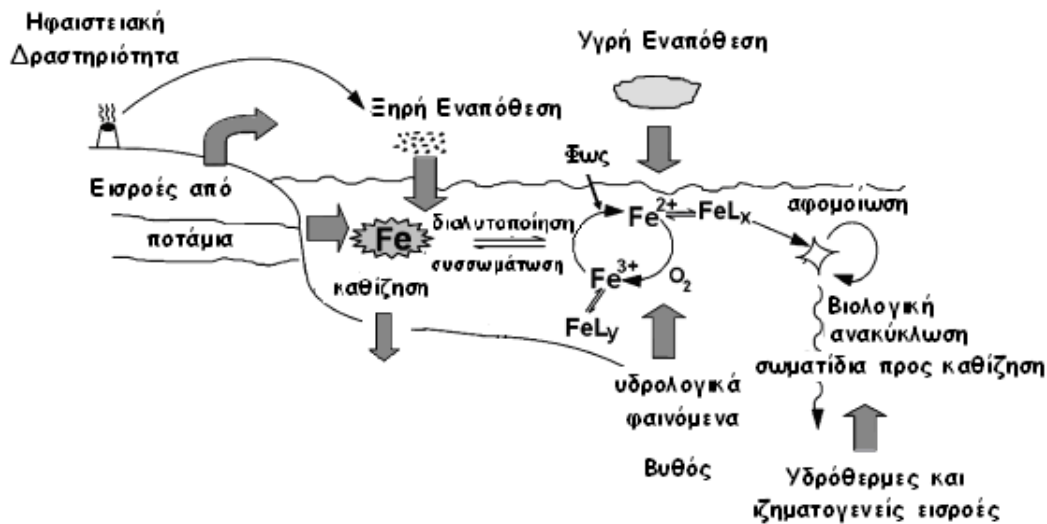 Ηφαιστειακή
Δραστηριότητα
Υγρή Εναπόθεση
Ξηρή Εναπόθεση
Φως
Εισροές από
ποτάμια
Fe
διαλυτοποίηση
συσσωμάτωση
Fe2+
FeLx
αφομοιωση
Fe3+
O2
FeLy
καθίζηση
Βιολογική
ανακύκλωση
σωματίδια προς καθίζηση
υδρολογικά
φαινόμενα
Βυθός
Υδρόθερμες και
ιζηματογενείς εισροές